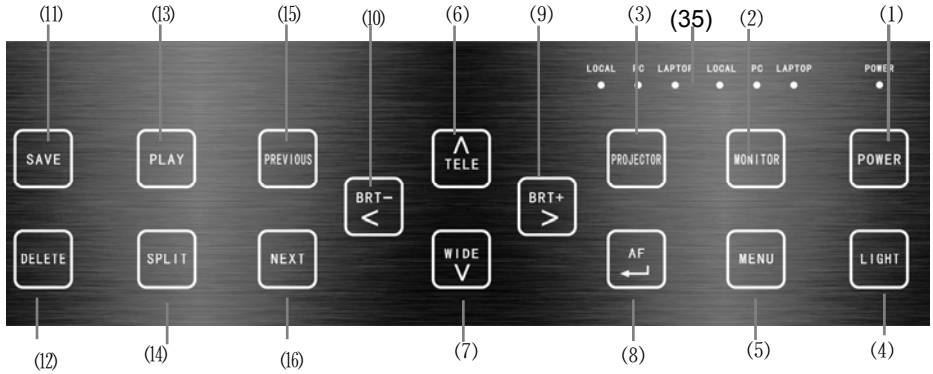 (11) (13) (15) (10) (6) (9) (3) (35) (2) (1)
LOCAL PC LAPTOP LOCAL PC LAPTOP POWER
SAVE PLAY PREVIOUS TELE PROJECTOR MONITOR POWER
BRT- BRT+
< >
DELETE SPLIT NEXT WIDE AF MENU LIGHT
(12) (14) (16) (7) (8) (5) (4)